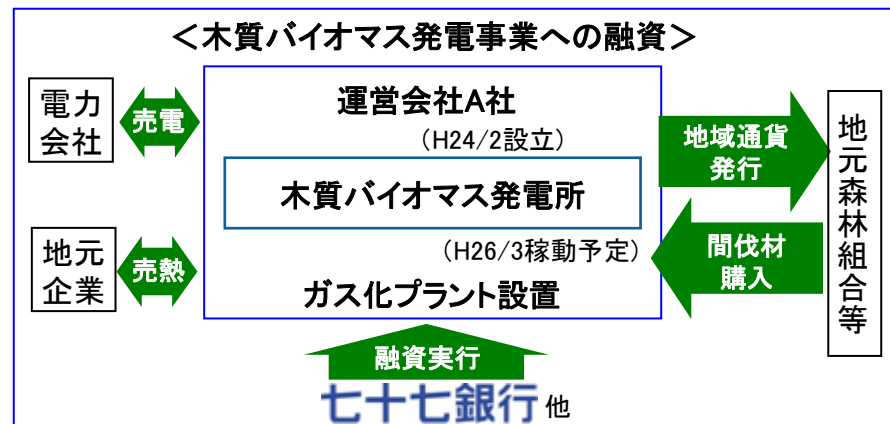 ＜木質バイオマス発電事業への融資＞
電力
会社
売電
運営会社A社
（H24/2設立）
木質バイオマス発電所
（H26/3稼動予定）
ガス化プラント設置
地元
企業
売熱
地域通貨
発行
間伐材
購入
地元森林組合等
融資実行
七十七銀行 他